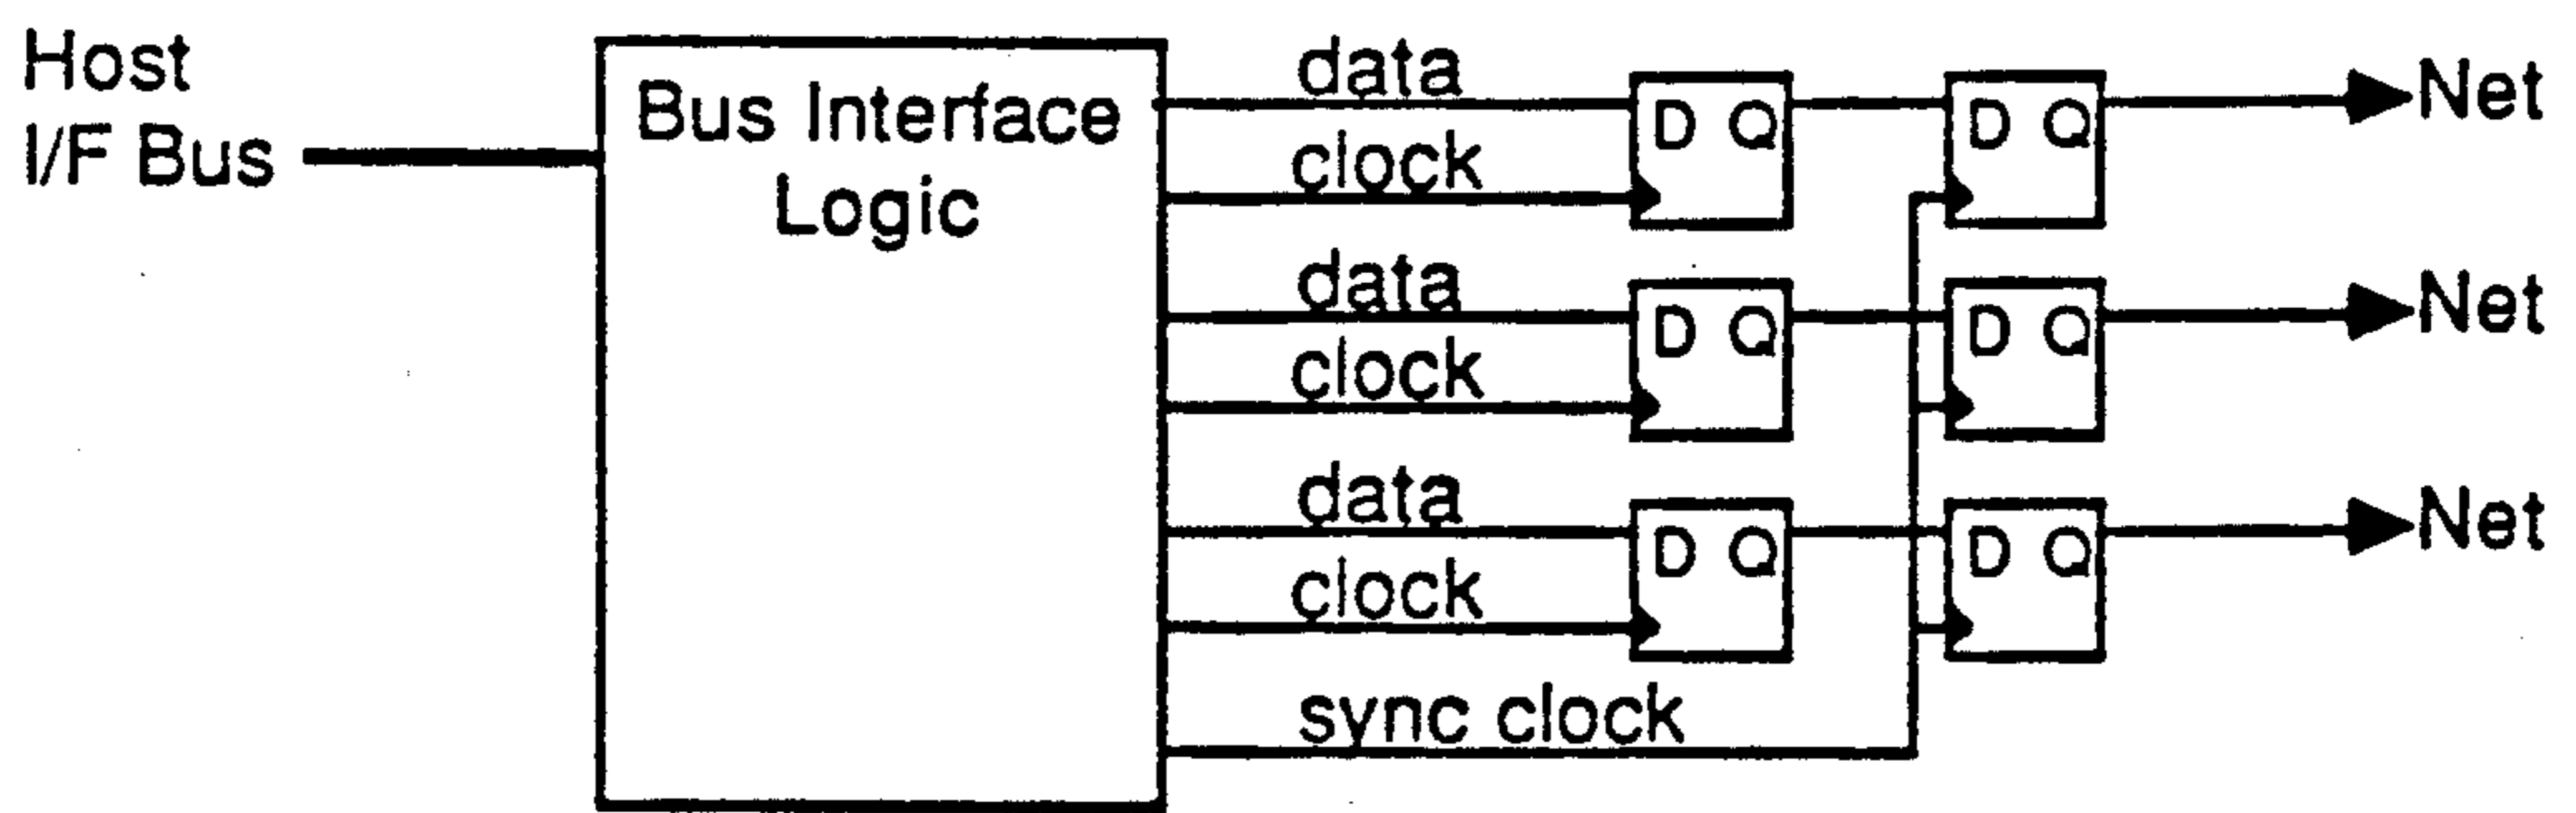 Host
I/F Bus
Bus Interface
Logic
data
D Q
D Q
Net
clock
data
D Q
D Q
Net
clock
data
D Q
D Q
Net
clock
sync clock